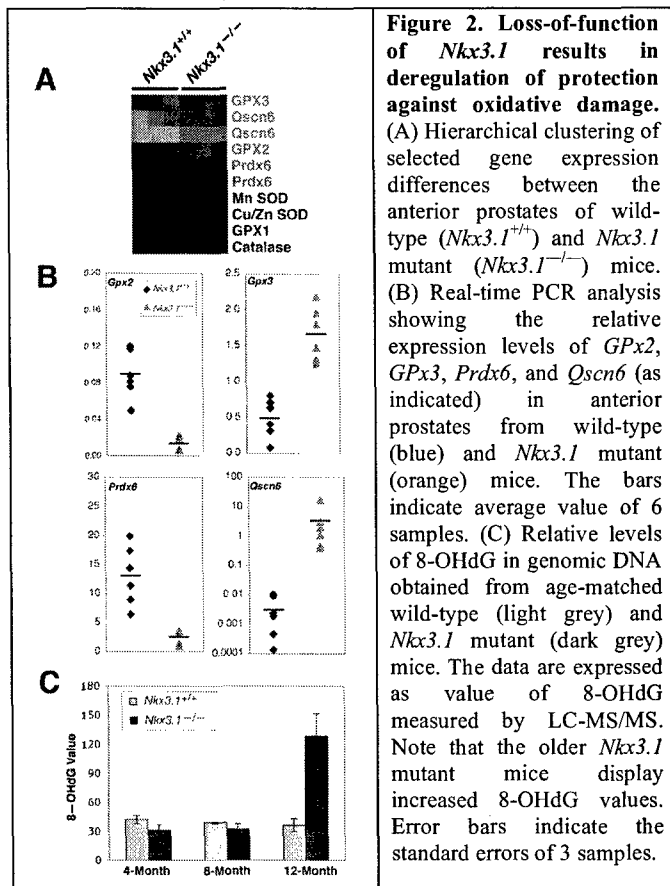 A
Nkx3.1+/+
Nkx3.1−/−
GPX3
Qscn6
Qscn6
GPX2
Prdx6
Prdx6
Mn SOD
Cu/Zn SOD
GPX1
Catalase
B
Gpx2
0.20
0.12
0.08
0.04
0.00
Gpx3
2.5
2.0
1.5
1.0
0.5
0.0
Prdx6
30
25
20
15
10
5
0
Qscn6
100
10
1
0.1
0.01
0.001
0.0001
C
Nkx3.1+/+
Nkx3.1−/−
8−OHdG Value
180
150
120
90
60
30
0
4-Month
8-Month
12-Month
Figure 2. Loss-of-function
of Nkx3.1 results in
deregulation of protection
against oxidative damage.
(A) Hierarchical clustering of
selected gene expression
differences between the
anterior prostates of wild-
type (Nkx3.1+/+) and Nkx3.1
mutant (Nkx3.1−/−) mice.
(B) Real-time PCR analysis
showing the relative
expression levels of GPx2,
GPx3, Prdx6, and Qscn6 (as
indicated) in anterior
prostates from wild-type
(blue) and Nkx3.1 mutant
(orange) mice. The bars
indicate average value of 6
samples. (C) Relative levels
of 8-OHdG in genomic DNA
obtained from age-matched
wild-type (light grey) and
Nkx3.1 mutant (dark grey)
mice. The data are expressed
as value of 8-OHdG
measured by LC-MS/MS.
Note that the older Nkx3.1
mutant mice display
increased 8-OHdG values.
Error bars indicate the
standard errors of 3 samples.